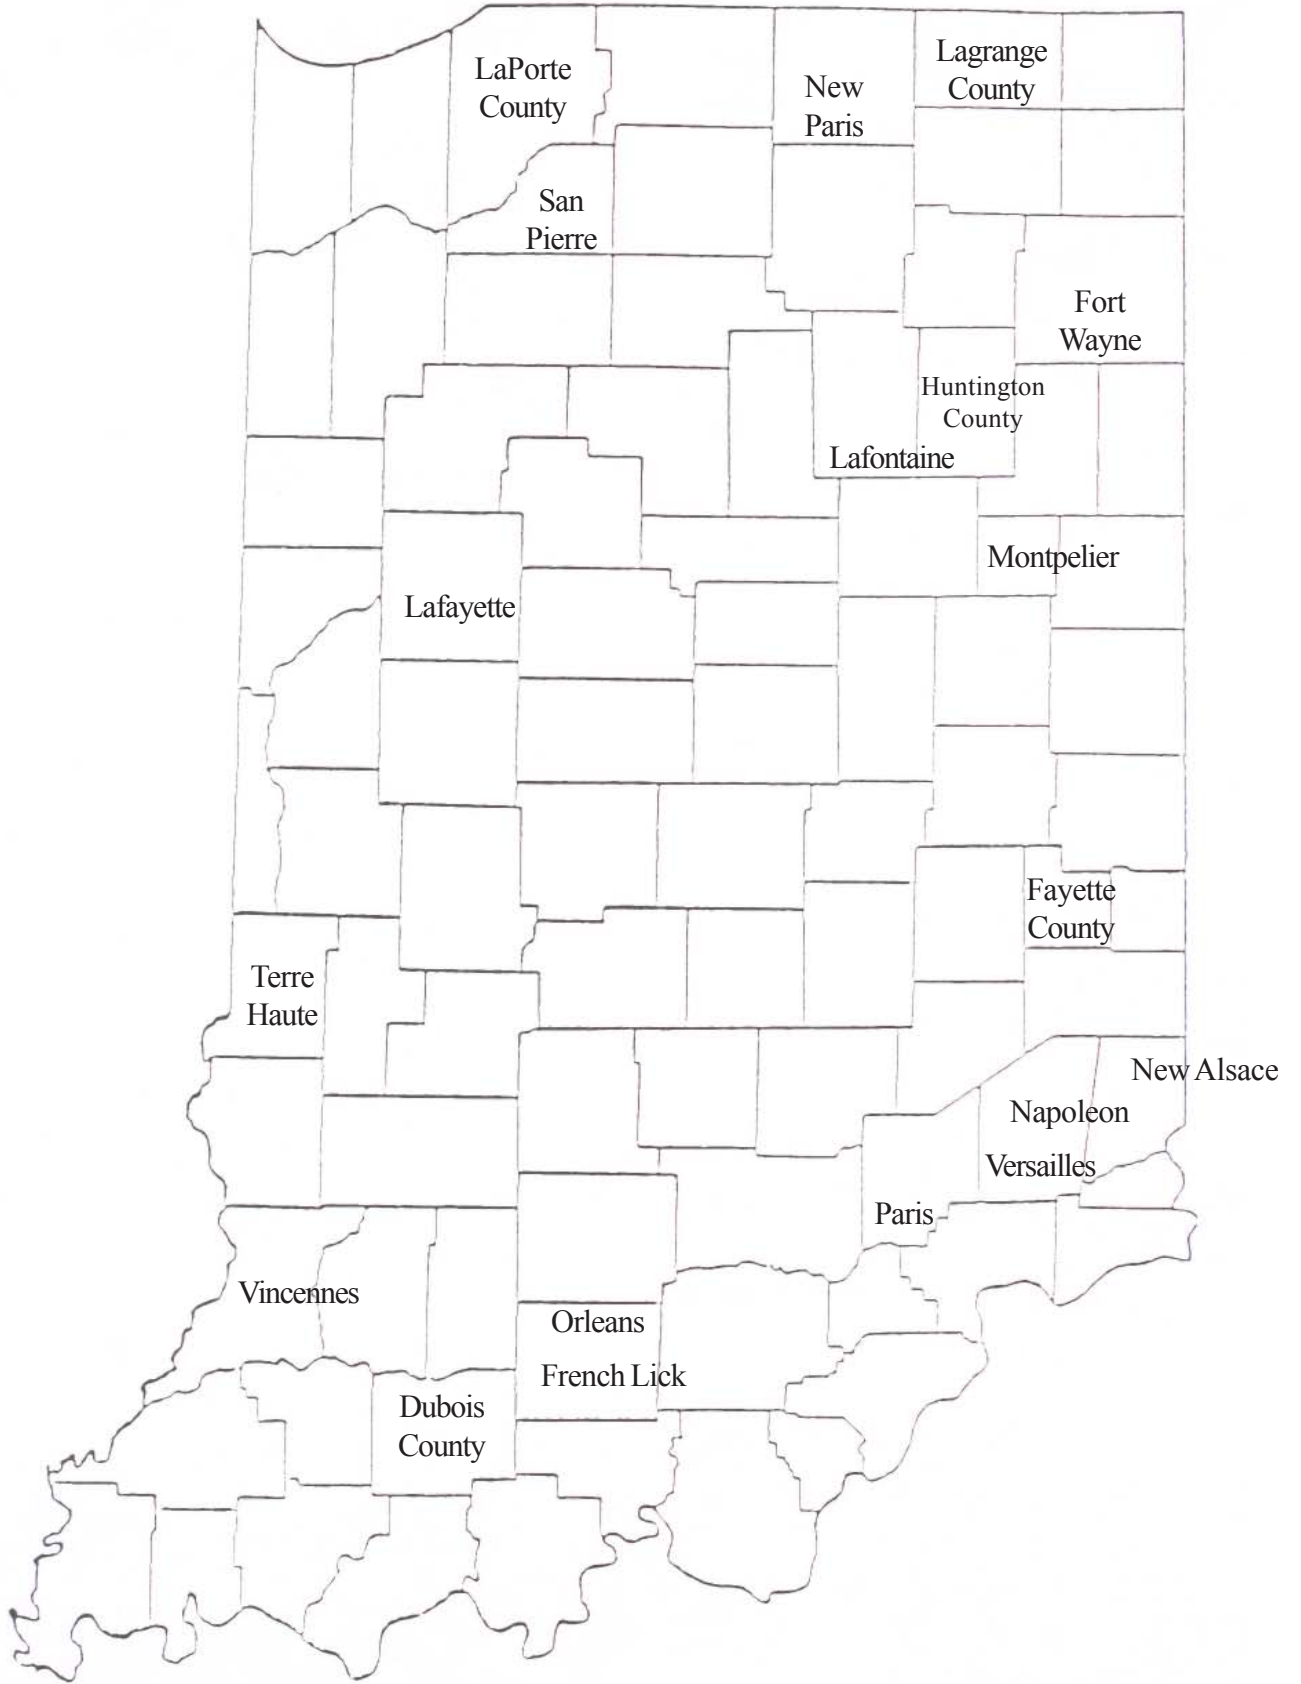 LaPorte
County
New
Paris
Lagrange
County
San
Pierre
Fort
Wayne
Huntington
County
Lafontaine
Montpelier
Lafayette
Fayette
County
Terre
Haute
New Alsace
Napoleon
Versailles
Paris
Vincennes
Orleans
French Lick
Dubois
County